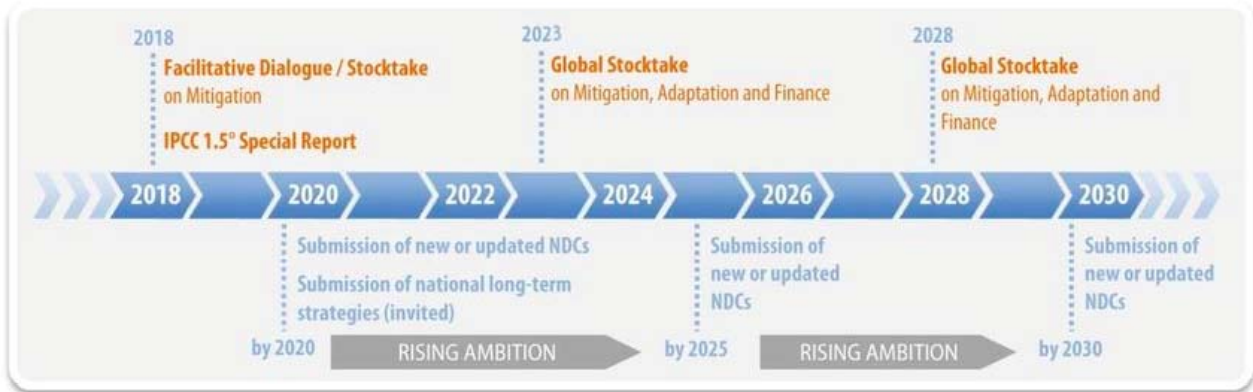 2018
Facilitative Dialogue / Stocktake
on Mitigation
IPCC 1.5° Special Report
2023
Global Stocktake
on Mitigation, Adaptation and Finance
2028
Global Stocktake
on Mitigation, Adaptation and
Finance
2018 2020 2022 2024 2026 2028 2030
Submission of new or updated NDCs
Submission of national long-term
strategies (invited)
by 2020
RISING AMBITION
Submission of
new or updated
NDCs
by 2025
RISING AMBITION
Submission of
new or updated
NDCs
by 2030